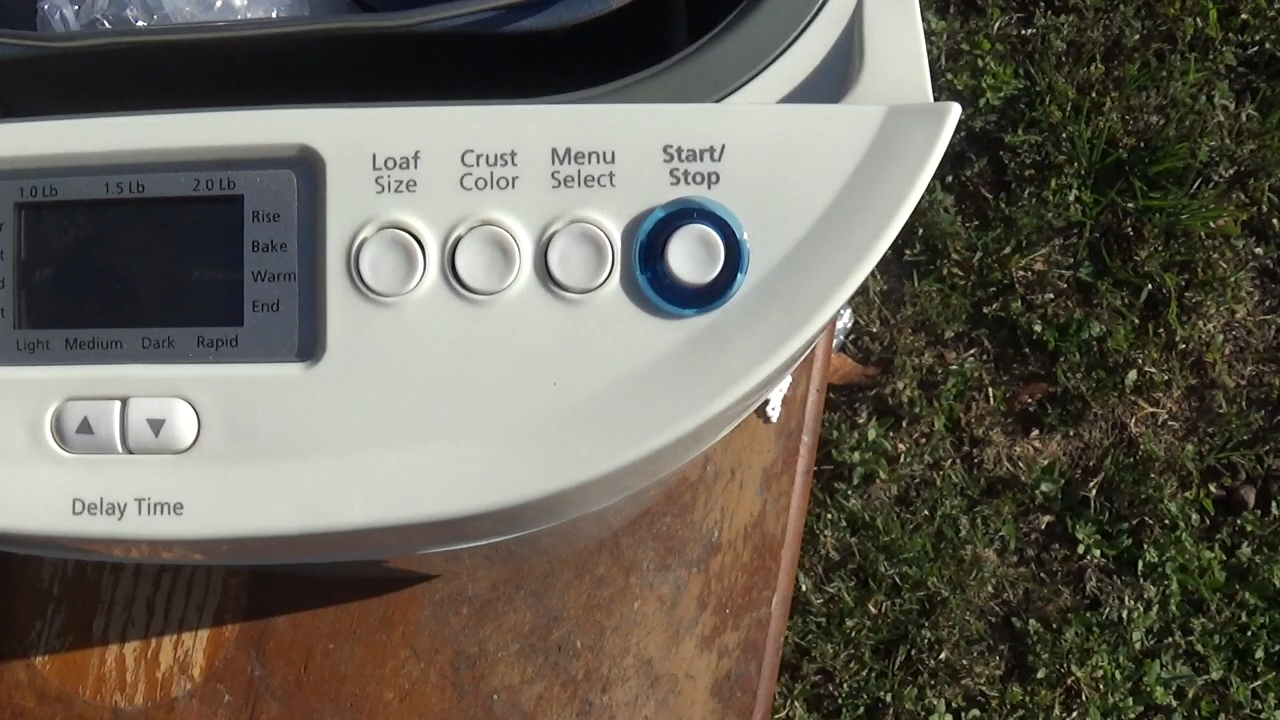 Loaf Size
Crust Color
Menu Select
Start/ Stop
1.0 Lb 1.5 Lb 2.0 Lb
Rise
Bake
Warm
End
Light Medium Dark Rapid
Delay Time